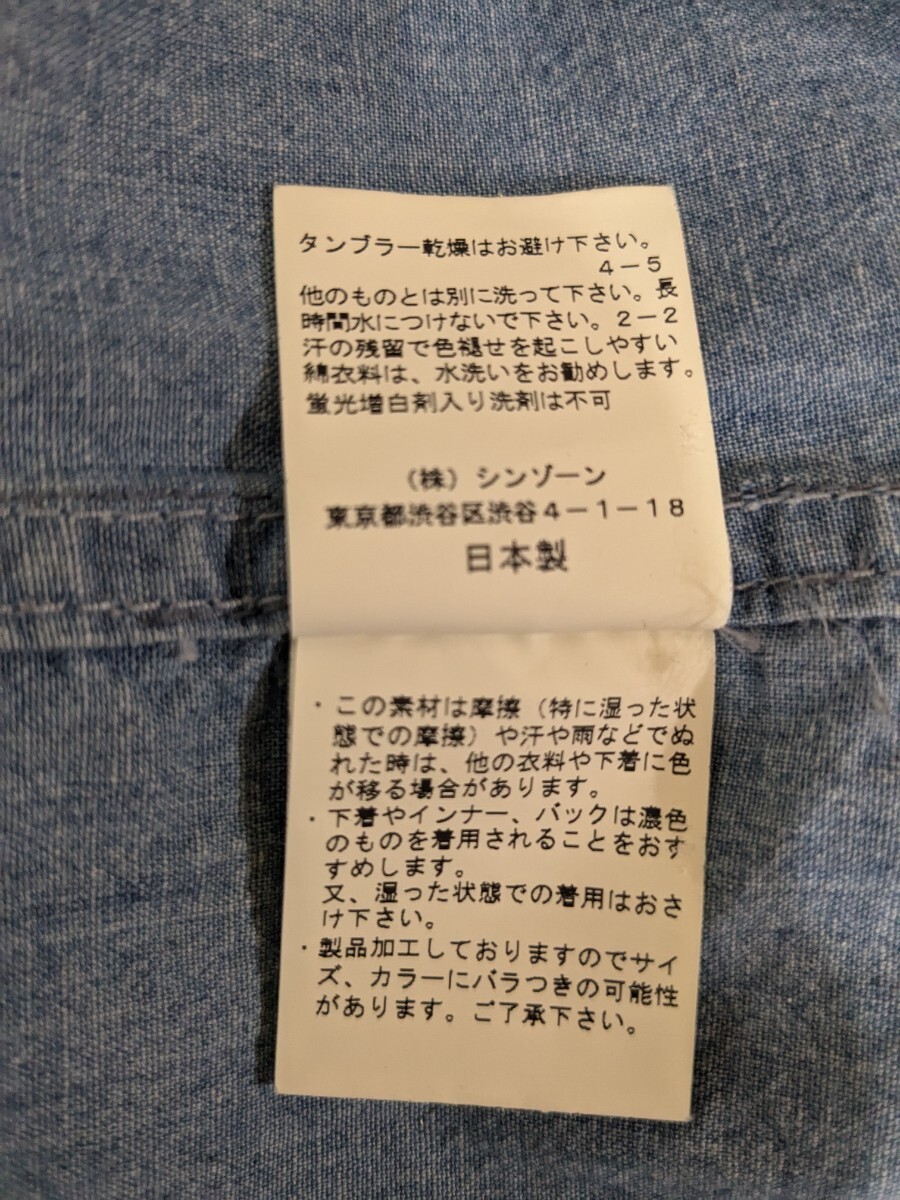 タンブラー乾燥はお避け下さい。
4－5
他のものとは別に洗って下さい。長
時間水につけないで下さい。2－2
汗の残留で色褪せを起こしやすい
綿衣料は、水洗いをお勧めします。
蛍光増白剤入り洗剤は不可
（株）シンゾーン
東京都渋谷区渋谷4－1－18
日本製
・この素材は摩擦（特に湿った状
態での摩擦）や汗や雨などでぬ
れた時は、他の衣料や下着に色
が移る場合があります。
・下着やインナー、バックは濃色
のものを着用されることをおす
すめします。
又、湿った状態での着用はおさ
け下さい。
・製品加工しておりますのでサイ
ズ、カラーにバラつきの可能性
があります。ご了承下さい。